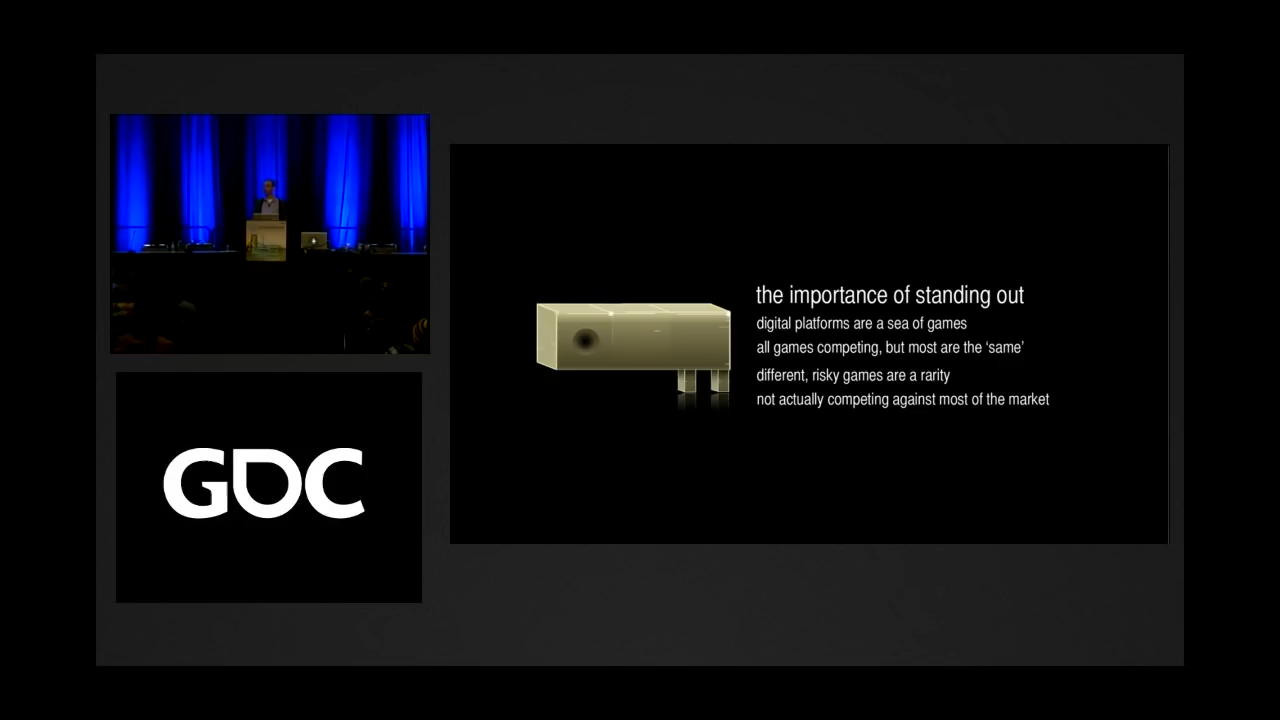 GDC
the importance of standing out
digital platforms are a sea of games
all games competing, but most are the ‘same’
different, risky games are a rarity
not actually competing against most of the market